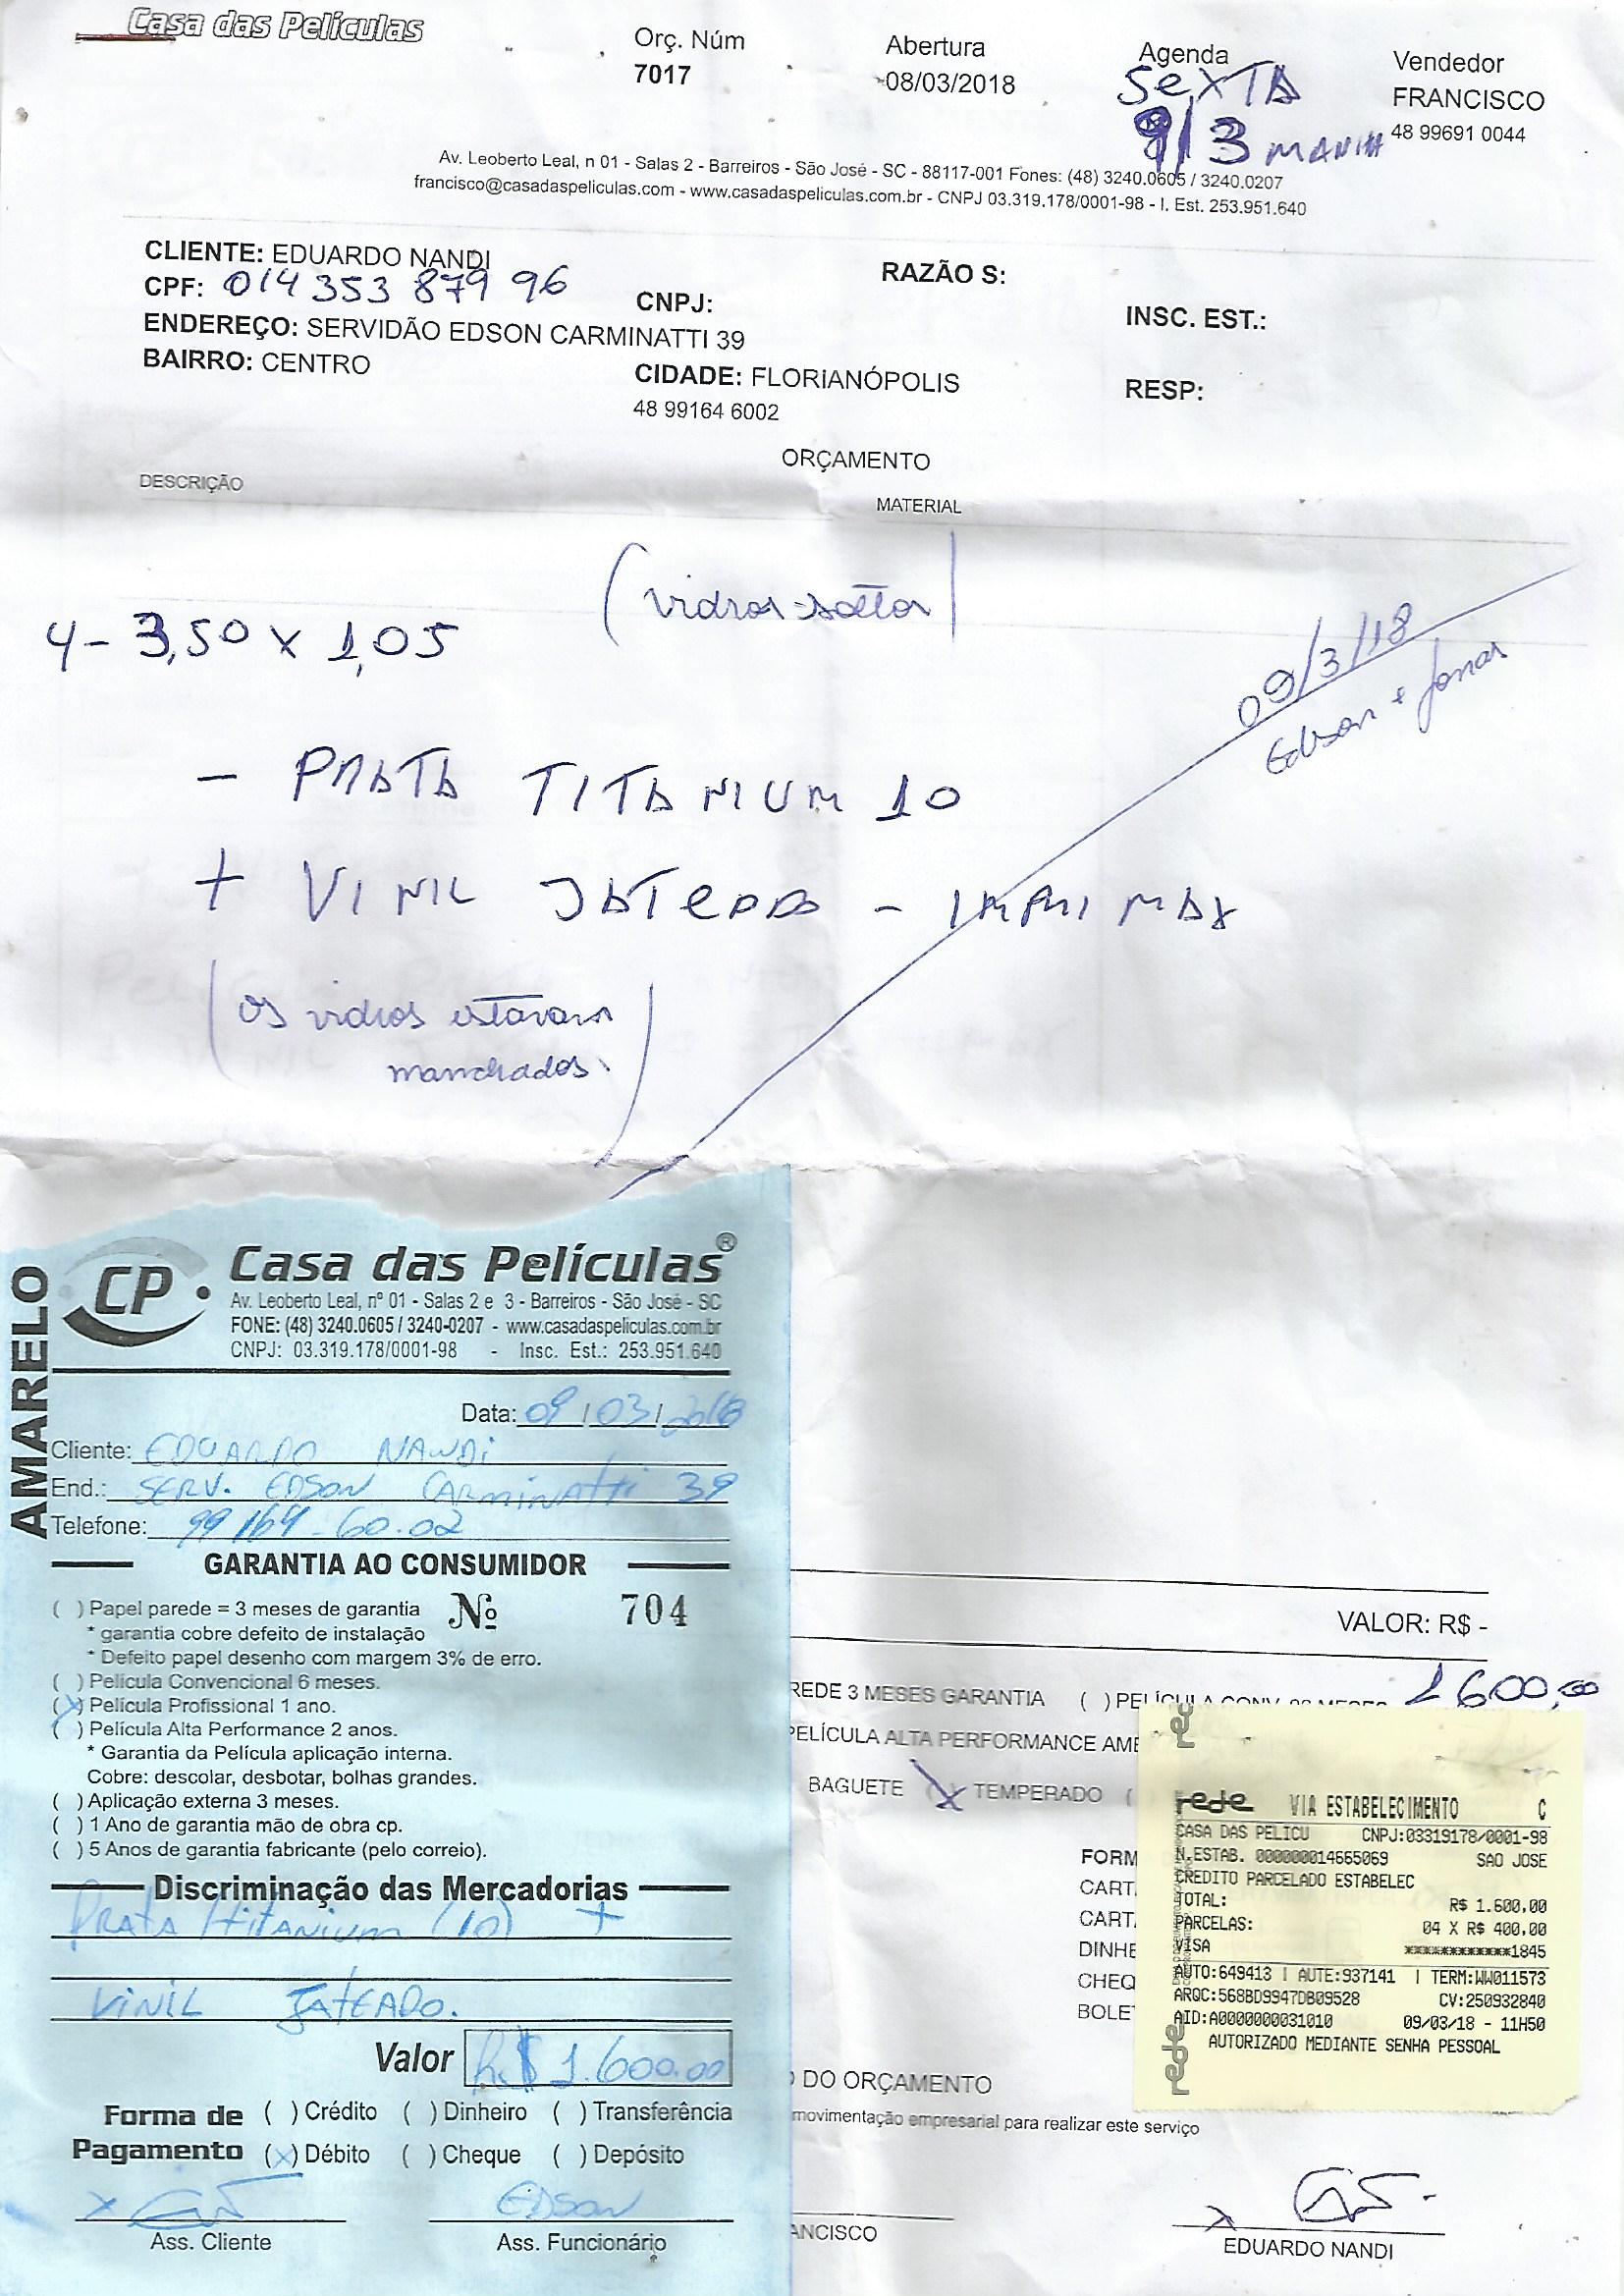 Casa das Películas
Orç. Núm
7017
Abertura
08/03/2018
Agenda
SEXTA
9/3 MANHÃ
Vendedor
FRANCISCO
48 99691 0044
Av. Leoberto Leal, n 01 - Salas 2 - Barreiros - São José - SC - 88117-001 Fones: (48) 3240.0605 / 3240.0207
francisco@casadaspeliculas.com - www.casadaspeliculas.com.br - CNPJ 03.319.178/0001-98 - I. Est. 253.951.640
CLIENTE: EDUARDO NANDI
RAZÃO S:
CPF: 014 353 879 96
CNPJ:
INSC. EST.:
ENDEREÇO: SERVIDÃO EDSON CARMINATTI 39
BAIRRO: CENTRO
CIDADE: FLORIANÓPOLIS
RESP:
48 99164 6002
ORÇAMENTO
DESCRIÇÃO
MATERIAL
(vidros soltos)
4- 3,50 x 1,05
09/3/18
Edson e Jonas
- PRATA TITANIUM 10
+ VINIL JATEADO - IMPRIMAX
(os vidros estavam
manchados)
AMARELO
CP
Casa das Películas®
Av. Leoberto Leal, nº 01 - Salas 2 e 3 - Barreiros - São José - SC
FONE: (48) 3240.0605 / 3240-0207 - www.casadaspeliculas.com.br
CNPJ: 03.319.178/0001-98 - Insc. Est.: 253.951.640
Data: 09/03/2018
Cliente: EDUARDO NANDI
End.: SERV. EDSON CARMINATTI 39
Telefone: 99164-60.02
GARANTIA AO CONSUMIDOR
( ) Papel parede = 3 meses de garantia Nº 704
* garantia cobre defeito de instalação
* Defeito papel desenho com margem 3% de erro.
( ) Película Convencional 6 meses.
(X) Película Profissional 1 ano.
( ) Película Alta Performance 2 anos.
* Garantia da Película aplicação interna.
Cobre: descolar, desbotar, bolhas grandes.
( ) Aplicação externa 3 meses.
( ) 1 Ano de garantia mão de obra cp.
( ) 5 Anos de garantia fabricante (pelo correio).
Discriminação das Mercadorias
PRATA titANium (10) +
VINIL JATEADO.
Valor R$ 1.600.00
Forma de Pagamento
( ) Crédito ( ) Dinheiro ( ) Transferência
(X) Débito ( ) Cheque ( ) Depósito
X
EDSON
Ass. Cliente
Ass. Funcionário
VALOR: R$ -
1600,00
REDE 3 MESES GARANTIA ( ) PELÍCULA CONV. 06 MESES
PELÍCULA ALTA PERFORMANCE AME
BAGUETE (X) TEMPERADO (
FORM
CART
CART
DINHE
CHEQ
BOLE
rede VIA ESTABELECIMENTO C
CASA DAS PELICU CNPJ:03319178/0001-98
N.ESTAB. 000000014665069 SAO JOSE
CREDITO PARCELADO ESTABELEC
TOTAL: R$ 1.600,00
PARCELAS: 04 X R$ 400,00
VISA ************1845
AUTO:649413 | AUTE:937141 | TERM:WW011573
ARQC:568BD9947DB09528 CV:250932840
AID:A0000000031010 09/03/18 - 11H50
AUTORIZADO MEDIANTE SENHA PESSOAL
rede
O DO ORÇAMENTO
movimentação empresarial para realizar este serviço
ANCISCO
X
EDUARDO NANDI